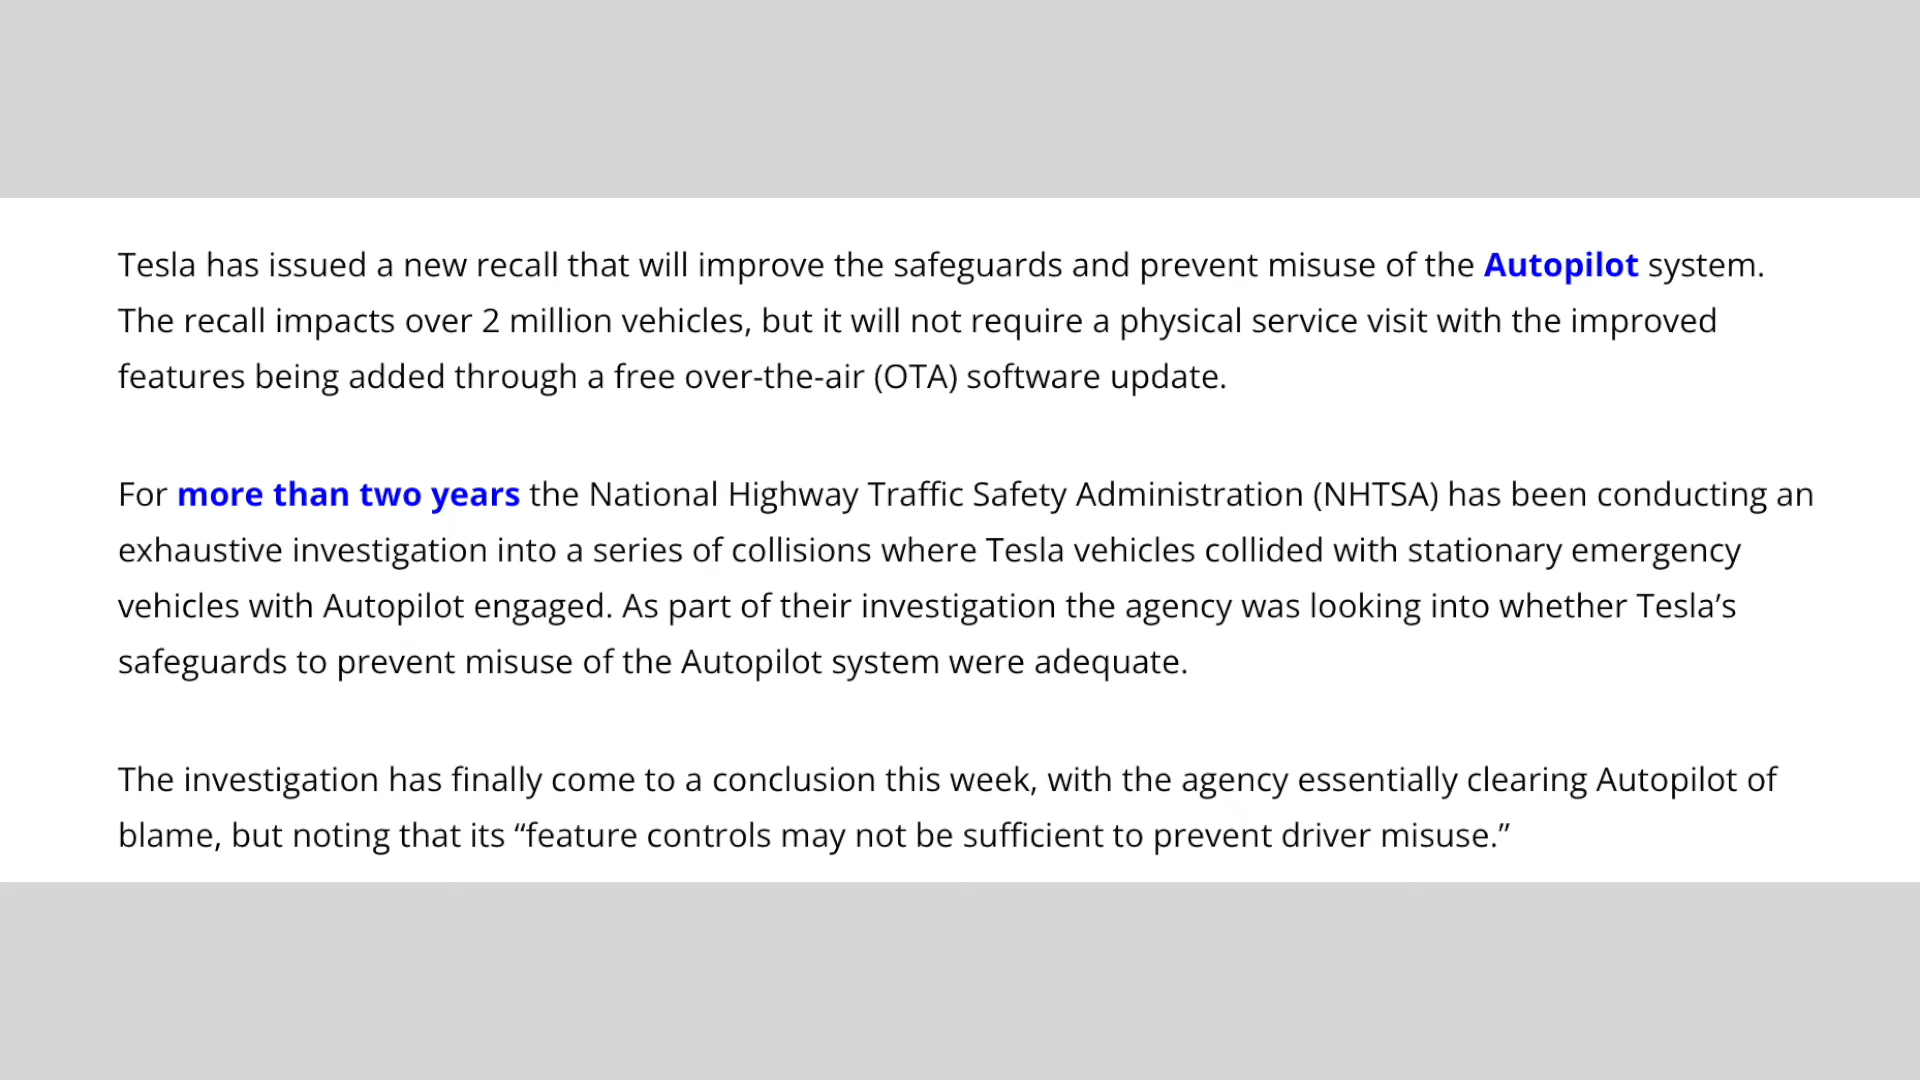 Tesla has issued a new recall that will improve the safeguards and prevent misuse of the Autopilot system.
The recall impacts over 2 million vehicles, but it will not require a physical service visit with the improved
features being added through a free over-the-air (OTA) software update.
For more than two years the National Highway Traffic Safety Administration (NHTSA) has been conducting an
exhaustive investigation into a series of collisions where Tesla vehicles collided with stationary emergency
vehicles with Autopilot engaged. As part of their investigation the agency was looking into whether Tesla’s
safeguards to prevent misuse of the Autopilot system were adequate.
The investigation has finally come to a conclusion this week, with the agency essentially clearing Autopilot of
blame, but noting that its “feature controls may not be sufficient to prevent driver misuse.”